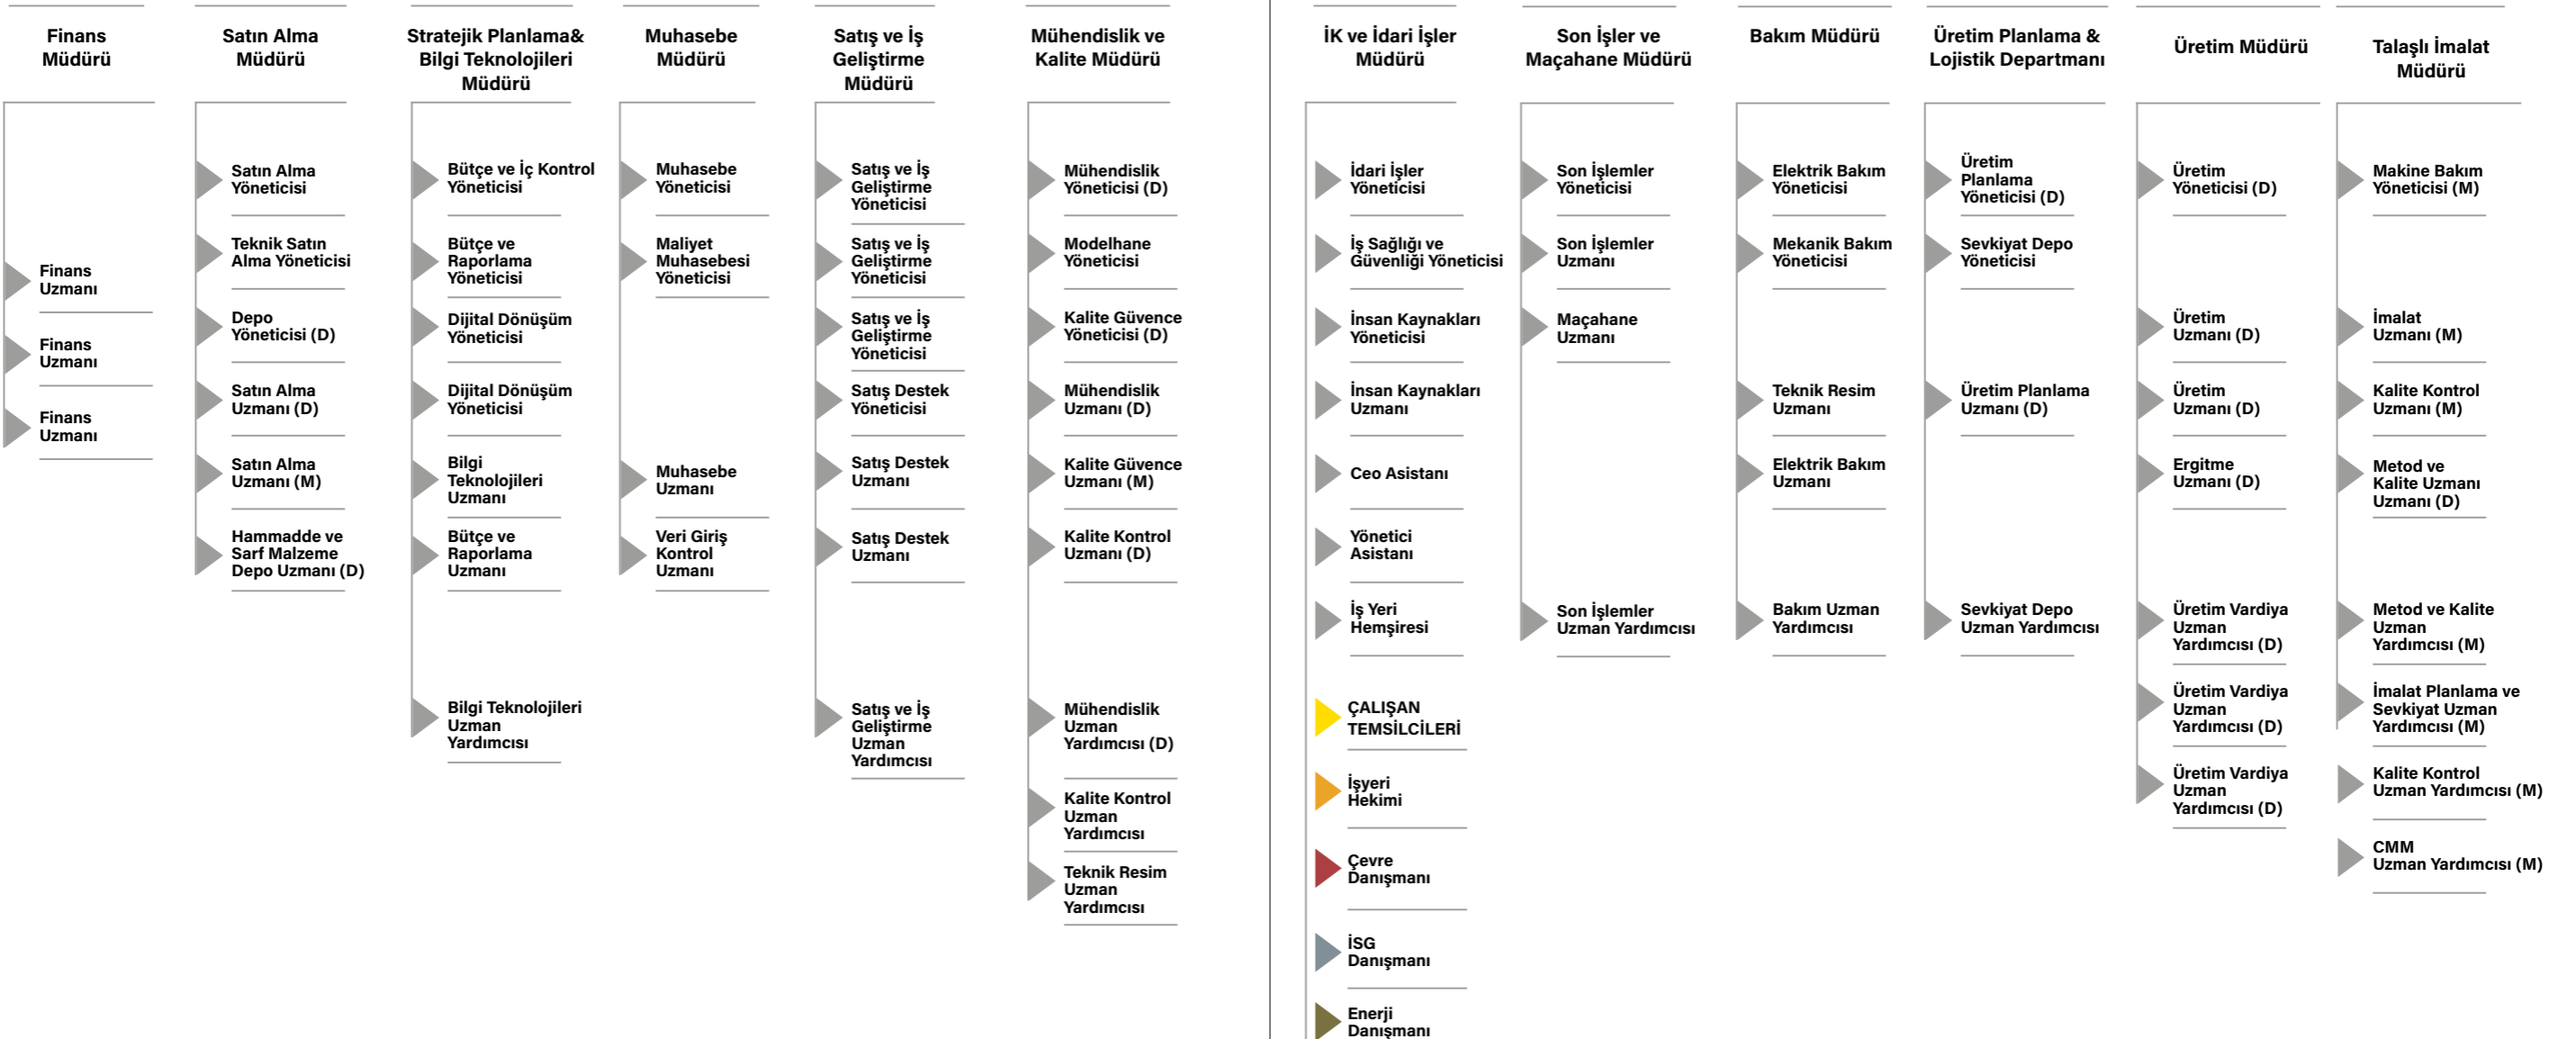 Finans
Müdürü
Finans
Uzmanı
Finans
Uzmanı
Finans
Uzmanı
Satın Alma
Müdürü
Satın Alma
Yöneticisi
Teknik Satın
Alma Yöneticisi
Depo
Yöneticisi (D)
Satın Alma
Uzmanı (D)
Satın Alma
Uzmanı (M)
Hammadde ve
Sarf Malzeme
Depo Uzmanı (D)
Stratejik Planlama&
Bilgi Teknolojileri
Müdürü
Bütçe ve İç Kontrol
Yöneticisi
Bütçe ve
Raporlama
Yöneticisi
Dijital Dönüşüm
Yöneticisi
Dijital Dönüşüm
Yöneticisi
Bilgi
Teknolojileri
Uzmanı
Bütçe ve
Raporlama
Uzmanı
Bilgi Teknolojileri
Uzman
Yardımcısı
Muhasebe
Müdürü
Muhasebe
Yöneticisi
Maliyet
Muhasebesi
Yöneticisi
Muhasebe
Uzmanı
Veri Giriş
Kontrol
Uzmanı
Satış ve İş
Geliştirme
Müdürü
Satış ve İş
Geliştirme
Yöneticisi
Satış ve İş
Geliştirme
Yöneticisi
Satış ve İş
Geliştirme
Yöneticisi
Satış Destek
Yöneticisi
Satış Destek
Uzmanı
Satış Destek
Uzmanı
Satış ve İş
Geliştirme
Uzman
Yardımcısı
Mühendislik ve
Kalite Müdürü
Mühendislik
Yöneticisi (D)
Modelhane
Yöneticisi
Kalite Güvence
Yöneticisi (D)
Mühendislik
Uzmanı (D)
Kalite Güvence
Uzmanı (M)
Kalite Kontrol
Uzmanı (D)
Mühendislik
Uzman
Yardımcısı (D)
Kalite Kontrol
Uzman
Yardımcısı
Teknik Resim
Uzman
Yardımcısı
İK ve İdari İşler
Müdürü
İdari İşler
Yöneticisi
İş Sağlığı ve
Güvenliği Yöneticisi
İnsan Kaynakları
Yöneticisi
İnsan Kaynakları
Uzmanı
Ceo Asistanı
Yönetici
Asistanı
İş Yeri
Hemşiresi
ÇALIŞAN
TEMSİLCİLERİ
İşyeri
Hekimi
Çevre
Danışmanı
İSG
Danışmanı
Enerji
Danışmanı
Son İşler ve
Maçahane Müdürü
Son İşlemler
Yöneticisi
Son İşlemler
Uzmanı
Maçahane
Uzmanı
Son İşlemler
Uzman Yardımcısı
Bakım Müdürü
Elektrik Bakım
Yöneticisi
Mekanik Bakım
Yöneticisi
Teknik Resim
Uzmanı
Elektrik Bakım
Uzmanı
Bakım Uzman
Yardımcısı
Üretim Planlama &
Lojistik Departmanı
Üretim
Planlama
Yöneticisi (D)
Sevkiyat Depo
Yöneticisi
Üretim Planlama
Uzmanı (D)
Sevkiyat Depo
Uzman Yardımcısı
Üretim Müdürü
Üretim
Yöneticisi (D)
Üretim
Uzmanı (D)
Üretim
Uzmanı (D)
Ergitme
Uzmanı (D)
Üretim Vardiya
Uzman
Yardımcısı (D)
Üretim Vardiya
Uzman
Yardımcısı (D)
Üretim Vardiya
Uzman
Yardımcısı (D)
Talaşlı İmalat
Müdürü
Makine Bakım
Yöneticisi (M)
İmalat
Uzmanı (M)
Kalite Kontrol
Uzmanı (M)
Metod ve
Kalite Uzmanı
Uzmanı (D)
Metod ve Kalite
Uzman
Yardımcısı (M)
İmalat Planlama ve
Sevkiyat Uzman
Yardımcısı (M)
Kalite Kontrol
Uzman Yardımcısı (M)
CMM
Uzman Yardımcısı (M)